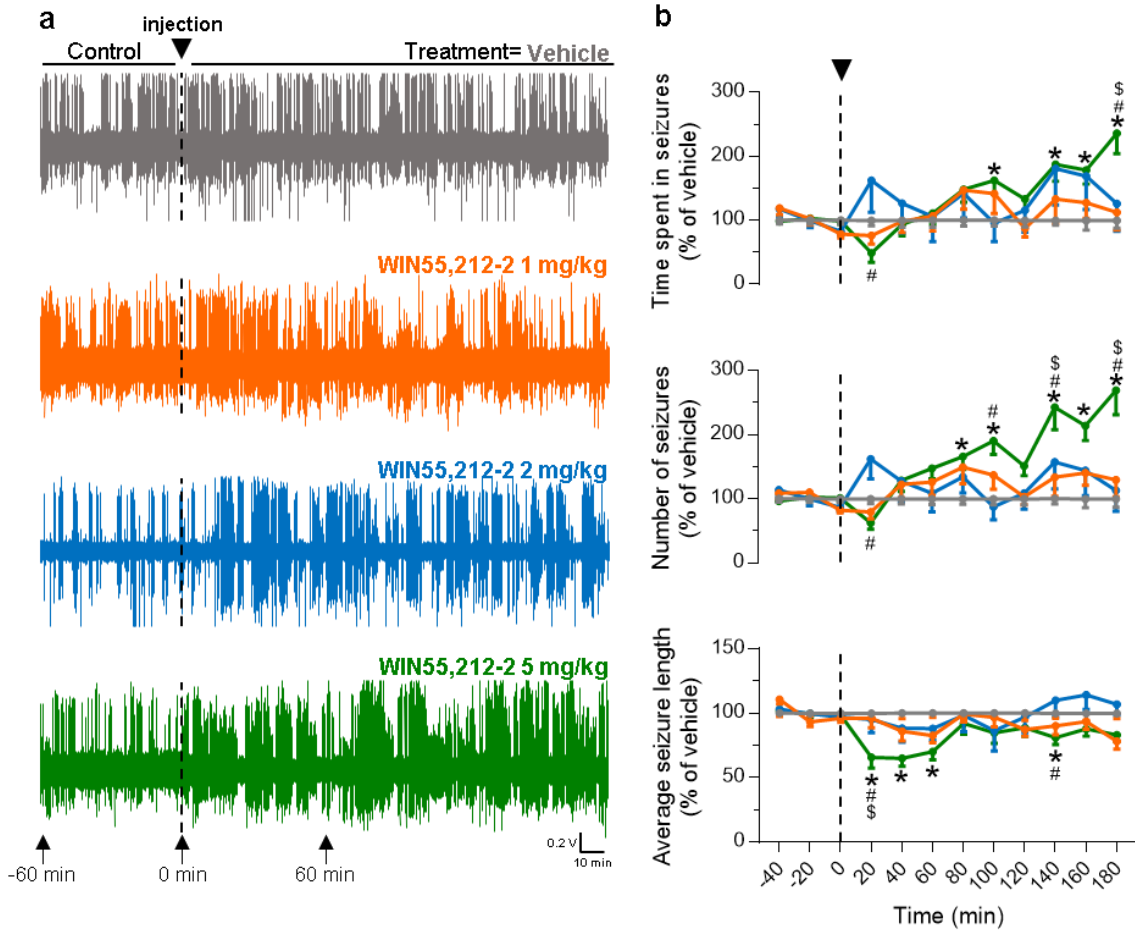 a
injection
Control
Treatment= Vehicle
WIN55,212-2 1 mg/kg
WIN55,212-2 2 mg/kg
WIN55,212-2 5 mg/kg
0.2 V
10 min
-60 min
0 min
60 min
b
Time spent in seizures
(% of vehicle)
300
200
100
0
#
*
*
*
$
#
*
Number of seizures
(% of vehicle)
300
200
100
0
#
*
#
*
$
#
*
*
$
#
*
Average seizure length
(% of vehicle)
150
100
50
0
*
#
$
*
*
*
#
-40 -20 0 20 40 60 80 100 120 140 160 180
Time (min)